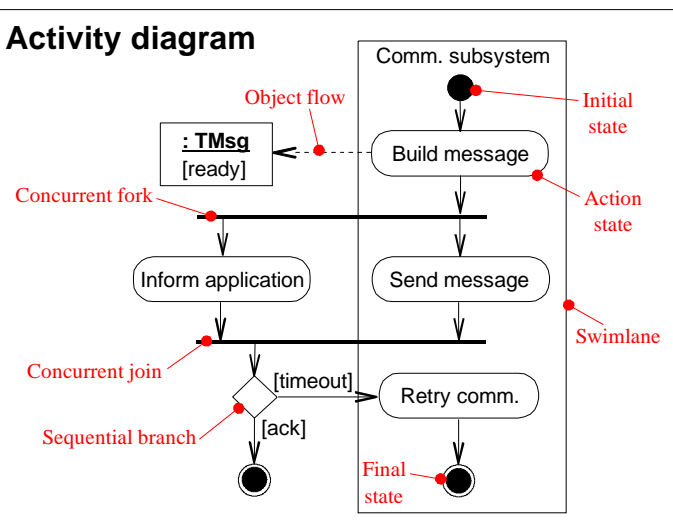 Activity diagram
Comm. subsystem
Object flow
Initial
state
: TMsg
[ready]
Build message
Concurrent fork
Action
state
Inform application
Send message
Swimlane
Concurrent join
[timeout]
Retry comm.
Sequential branch
[ack]
Final
state